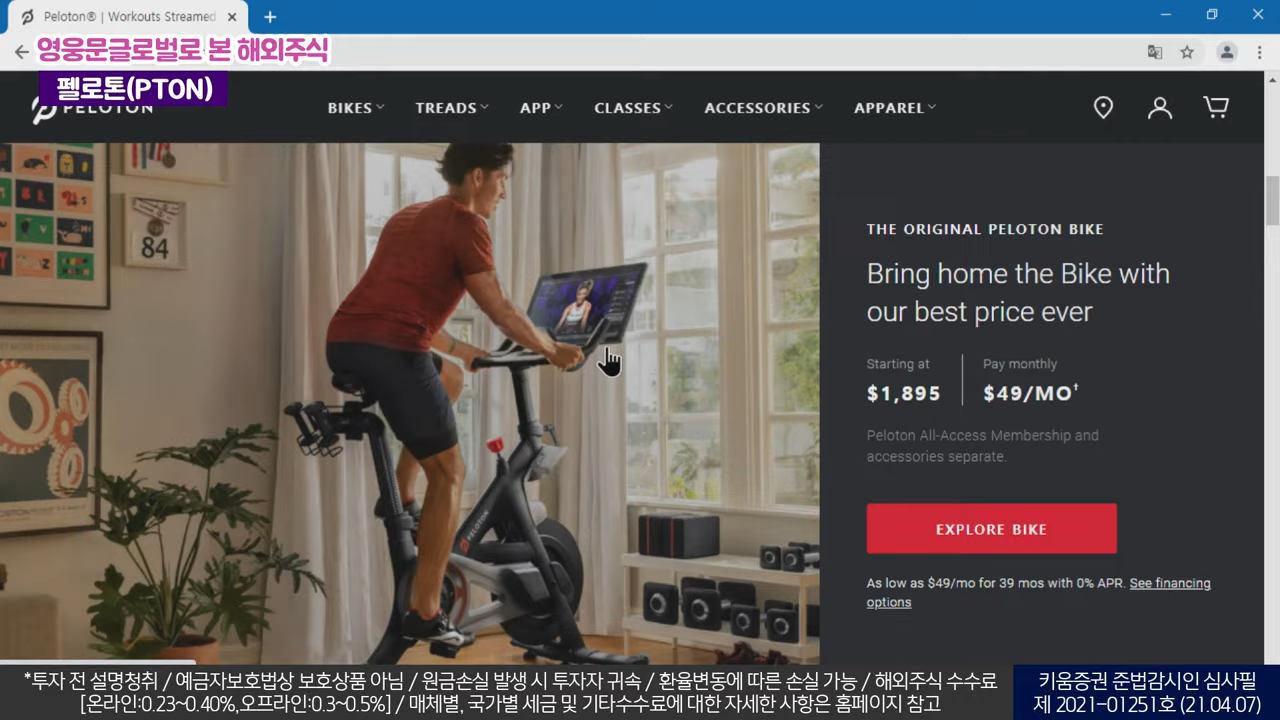 Peloton® | Workouts Streamed
영웅문글로벌로 본 해외주식
펠로톤(PTON)
PELOTON
BIKES
TREADS
APP
CLASSES
ACCESSORIES
APPAREL
84
THE ORIGINAL PELOTON BIKE
Bring home the Bike with
our best price ever
Starting at
$1,895
Pay monthly
$49/MO†
Peloton All-Access Membership and
accessories separate.
EXPLORE BIKE
As low as $49/mo for 39 mos with 0% APR. See financing
options
PELOTON
*투자 전 설명청취 / 예금자보호법상 보호상품 아님 / 원금손실 발생 시 투자자 귀속 / 환율변동에 따른 손실 가능 / 해외주식 수수료
[온라인:0.23~0.40%,오프라인:0.3~0.5%] / 매체별, 국가별 세금 및 기타수수료에 대한 자세한 사항은 홈페이지 참고
키움증권 준법감시인 심사필
제 2021-01251호 (21.04.07)